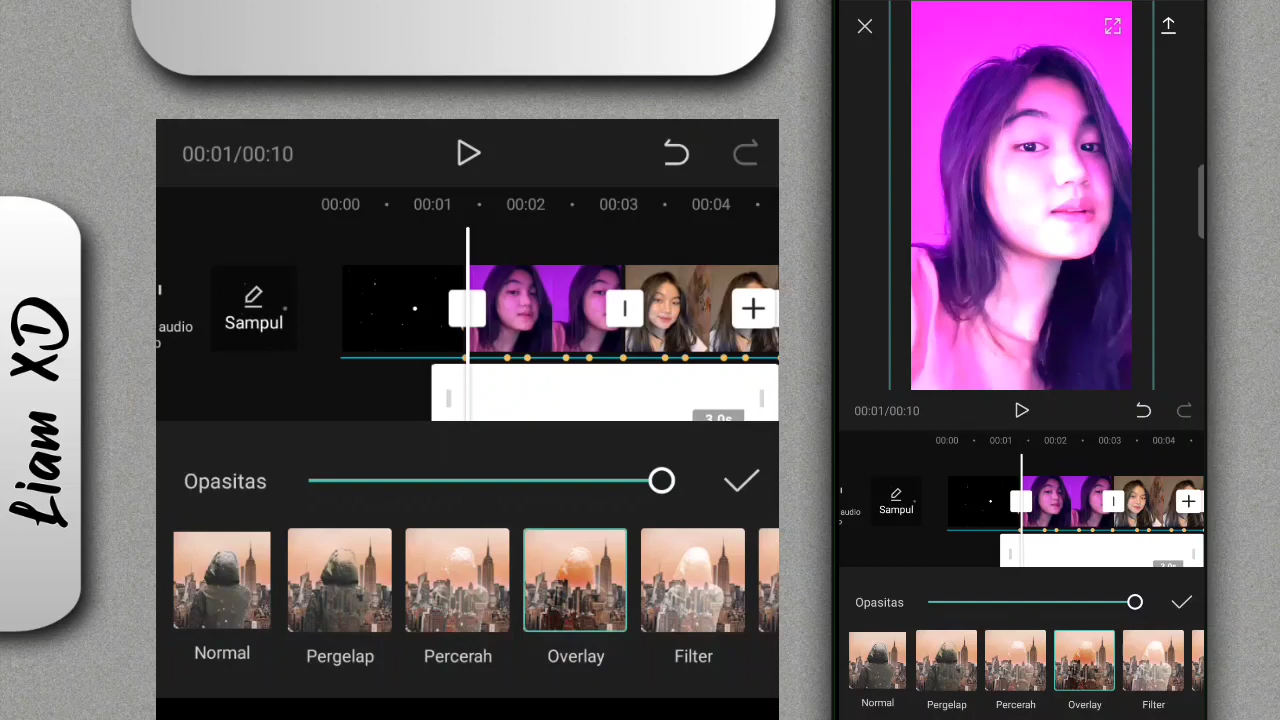 Liam XD
00:01/00:10
00:00
00:01
00:02
00:03
00:04
audio
Sampul
3.0s
Opasitas
Normal
Pergelap
Percerah
Overlay
Filter
00:01/00:10
00:00
00:01
00:02
00:03
00:04
audio
Sampul
Opasitas
Normal
Pergelap
Percerah
Overlay
Filter